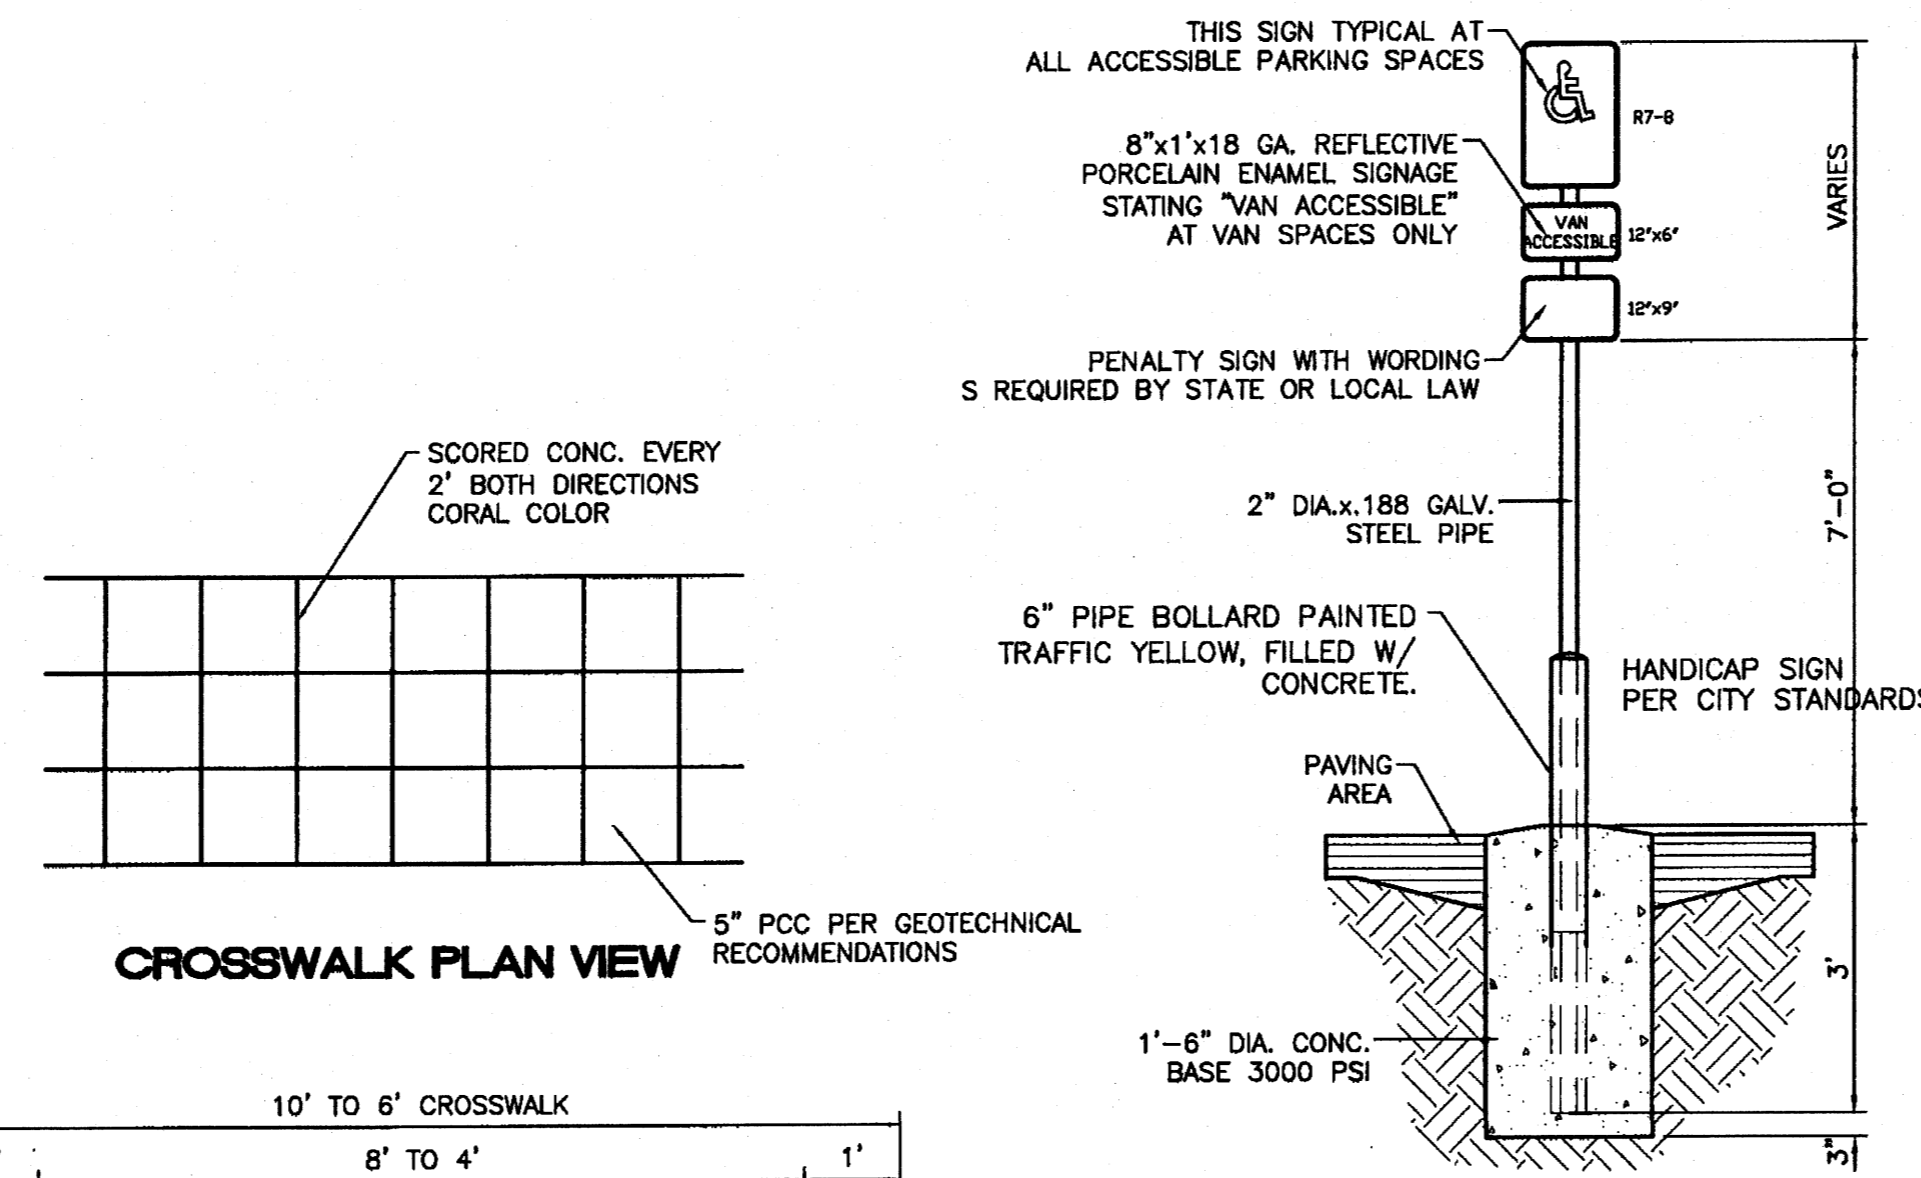 THIS SIGN TYPICAL AT
ALL ACCESSIBLE PARKING SPACES
R7-8
8"x1'x18 GA. REFLECTIVE
PORCELAIN ENAMEL SIGNAGE
STATING "VAN ACCESSIBLE"
AT VAN SPACES ONLY
VAN
ACCESSIBLE
12"x6"
12"x9"
VARIES
PENALTY SIGN WITH WORDING
S REQUIRED BY STATE OR LOCAL LAW
SCORED CONC. EVERY
2' BOTH DIRECTIONS
CORAL COLOR
2" DIA.x.188 GALV.
STEEL PIPE
7'-0"
6" PIPE BOLLARD PAINTED
TRAFFIC YELLOW, FILLED W/
CONCRETE.
HANDICAP SIGN
PER CITY STANDARDS
PAVING
AREA
5" PCC PER GEOTECHNICAL
RECOMMENDATIONS
CROSSWALK PLAN VIEW
3'
1'-6" DIA. CONC.
BASE 3000 PSI
10' TO 6' CROSSWALK
8' TO 4'
1'
3"